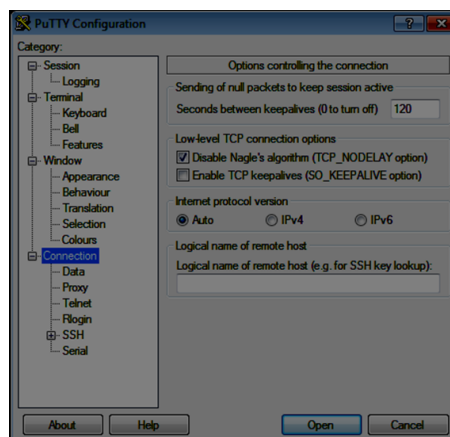 PuTTY Configuration
Category:
Session
Logging
Terminal
Keyboard
Bell
Features
Window
Appearance
Behaviour
Translation
Selection
Colours
Connection
Data
Proxy
Telnet
Rlogin
SSH
Serial
Options controlling the connection
Sending of null packets to keep session active
Seconds between keepalives (0 to turn off) 120
Low-level TCP connection options
Disable Nagle's algorithm (TCP_NODELAY option)
Enable TCP keepalives (SO_KEEPALIVE option)
Internet protocol version
Auto IPv4 IPv6
Logical name of remote host
Logical name of remote host (e.g. for SSH key lookup):
About Help Open Cancel